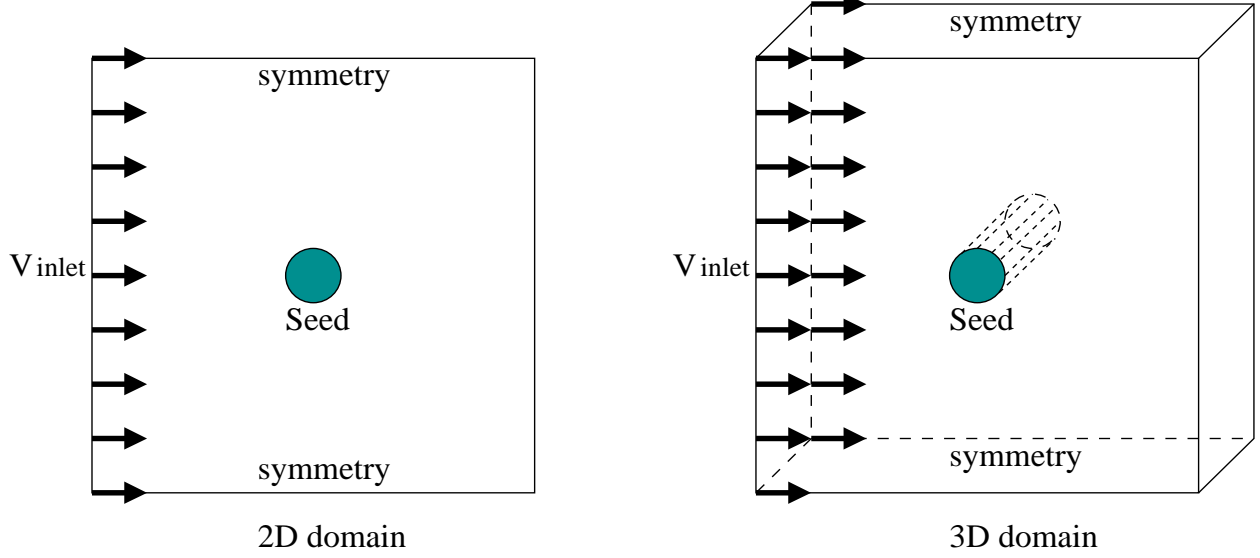 symmetry
V inlet
Seed
symmetry
2D domain
symmetry
V inlet
Seed
symmetry
3D domain